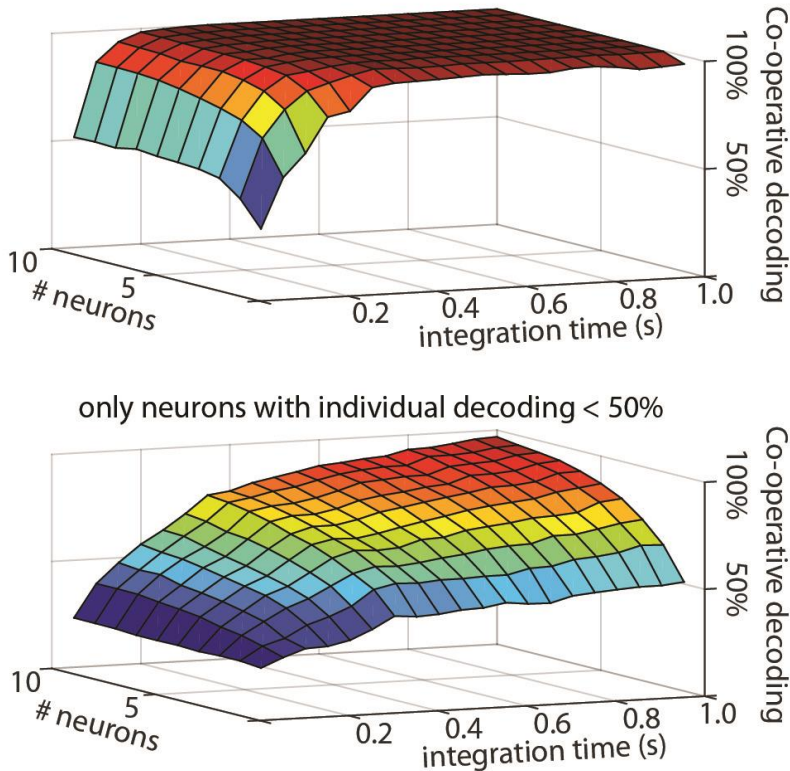 Co-operative decoding
100%
50%
10
5
# neurons
0.2
0.4
0.6
0.8
1.0
integration time (s)
only neurons with individual decoding < 50%
Co-operative decoding
100%
50%
10
5
# neurons
0.2
0.4
0.6
0.8
1.0
integration time (s)